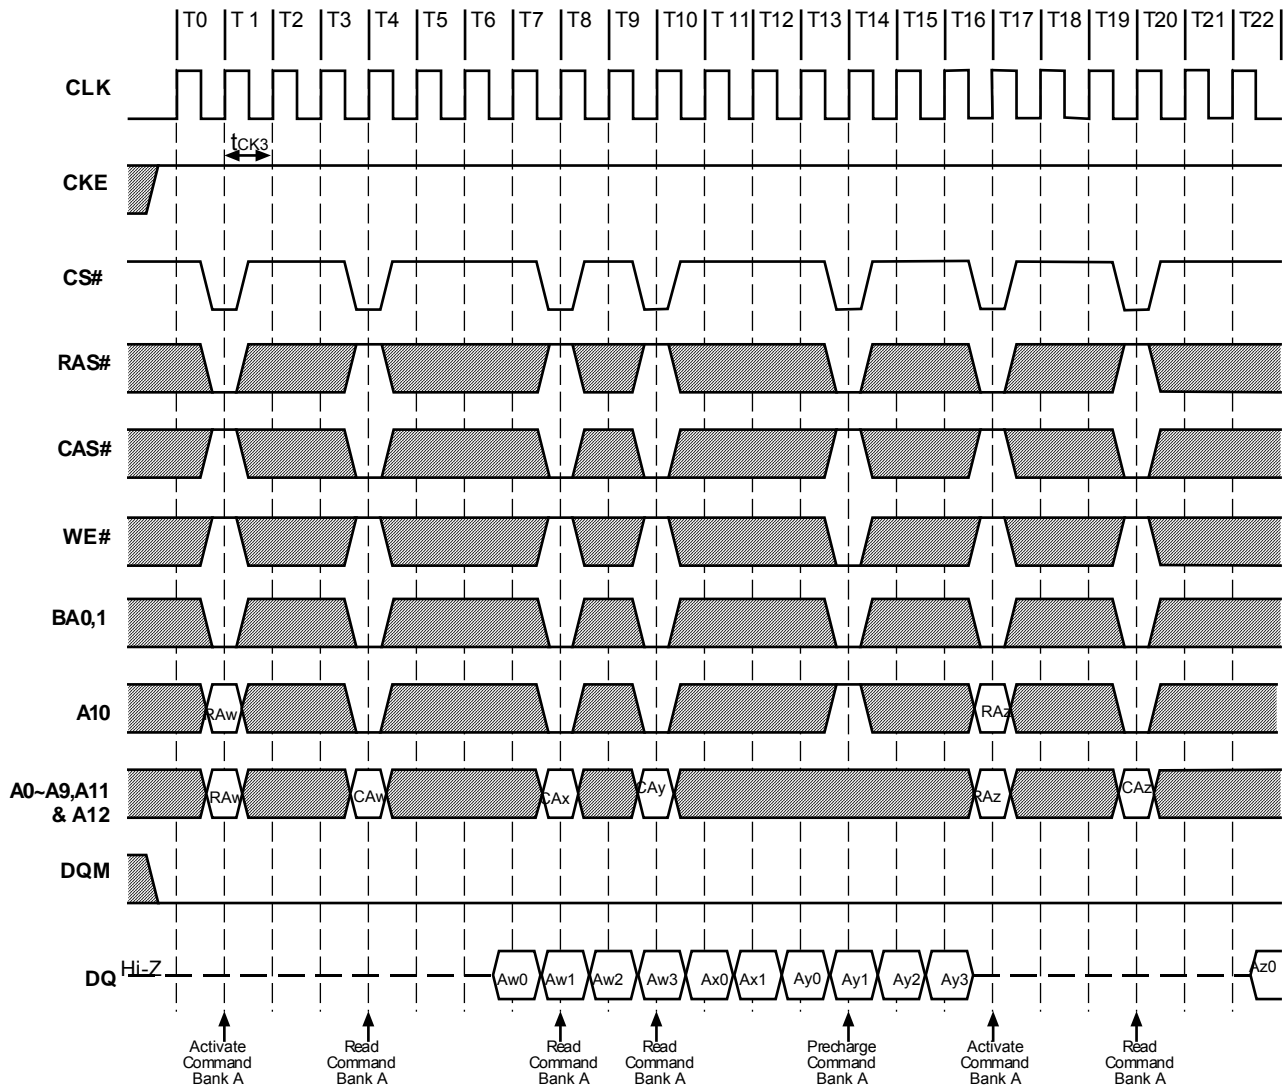 T0 T 1 T2 T3 T4 T5 T6 T7 T8 T9 T10 T 11 T12 T13 T14 T15 T16 T17 T18 T19 T20 T21 T22
CLK
tCK3
CKE
CS#
RAS#
CAS#
WE#
BA0,1
A10 RAw RAz
A0~A9,A11 & A12 RAw CAw CAx CAy RAz CAz
DQM
DQ Hi-Z Aw0 Aw1 Aw2 Aw3 Ax0 Ax1 Ay0 Ay1 Ay2 Ay3 Az0
Activate Command Bank A
Read Command Bank A
Read Command Bank A
Read Command Bank A
Precharge Command Bank A
Activate Command Bank A
Read Command Bank A